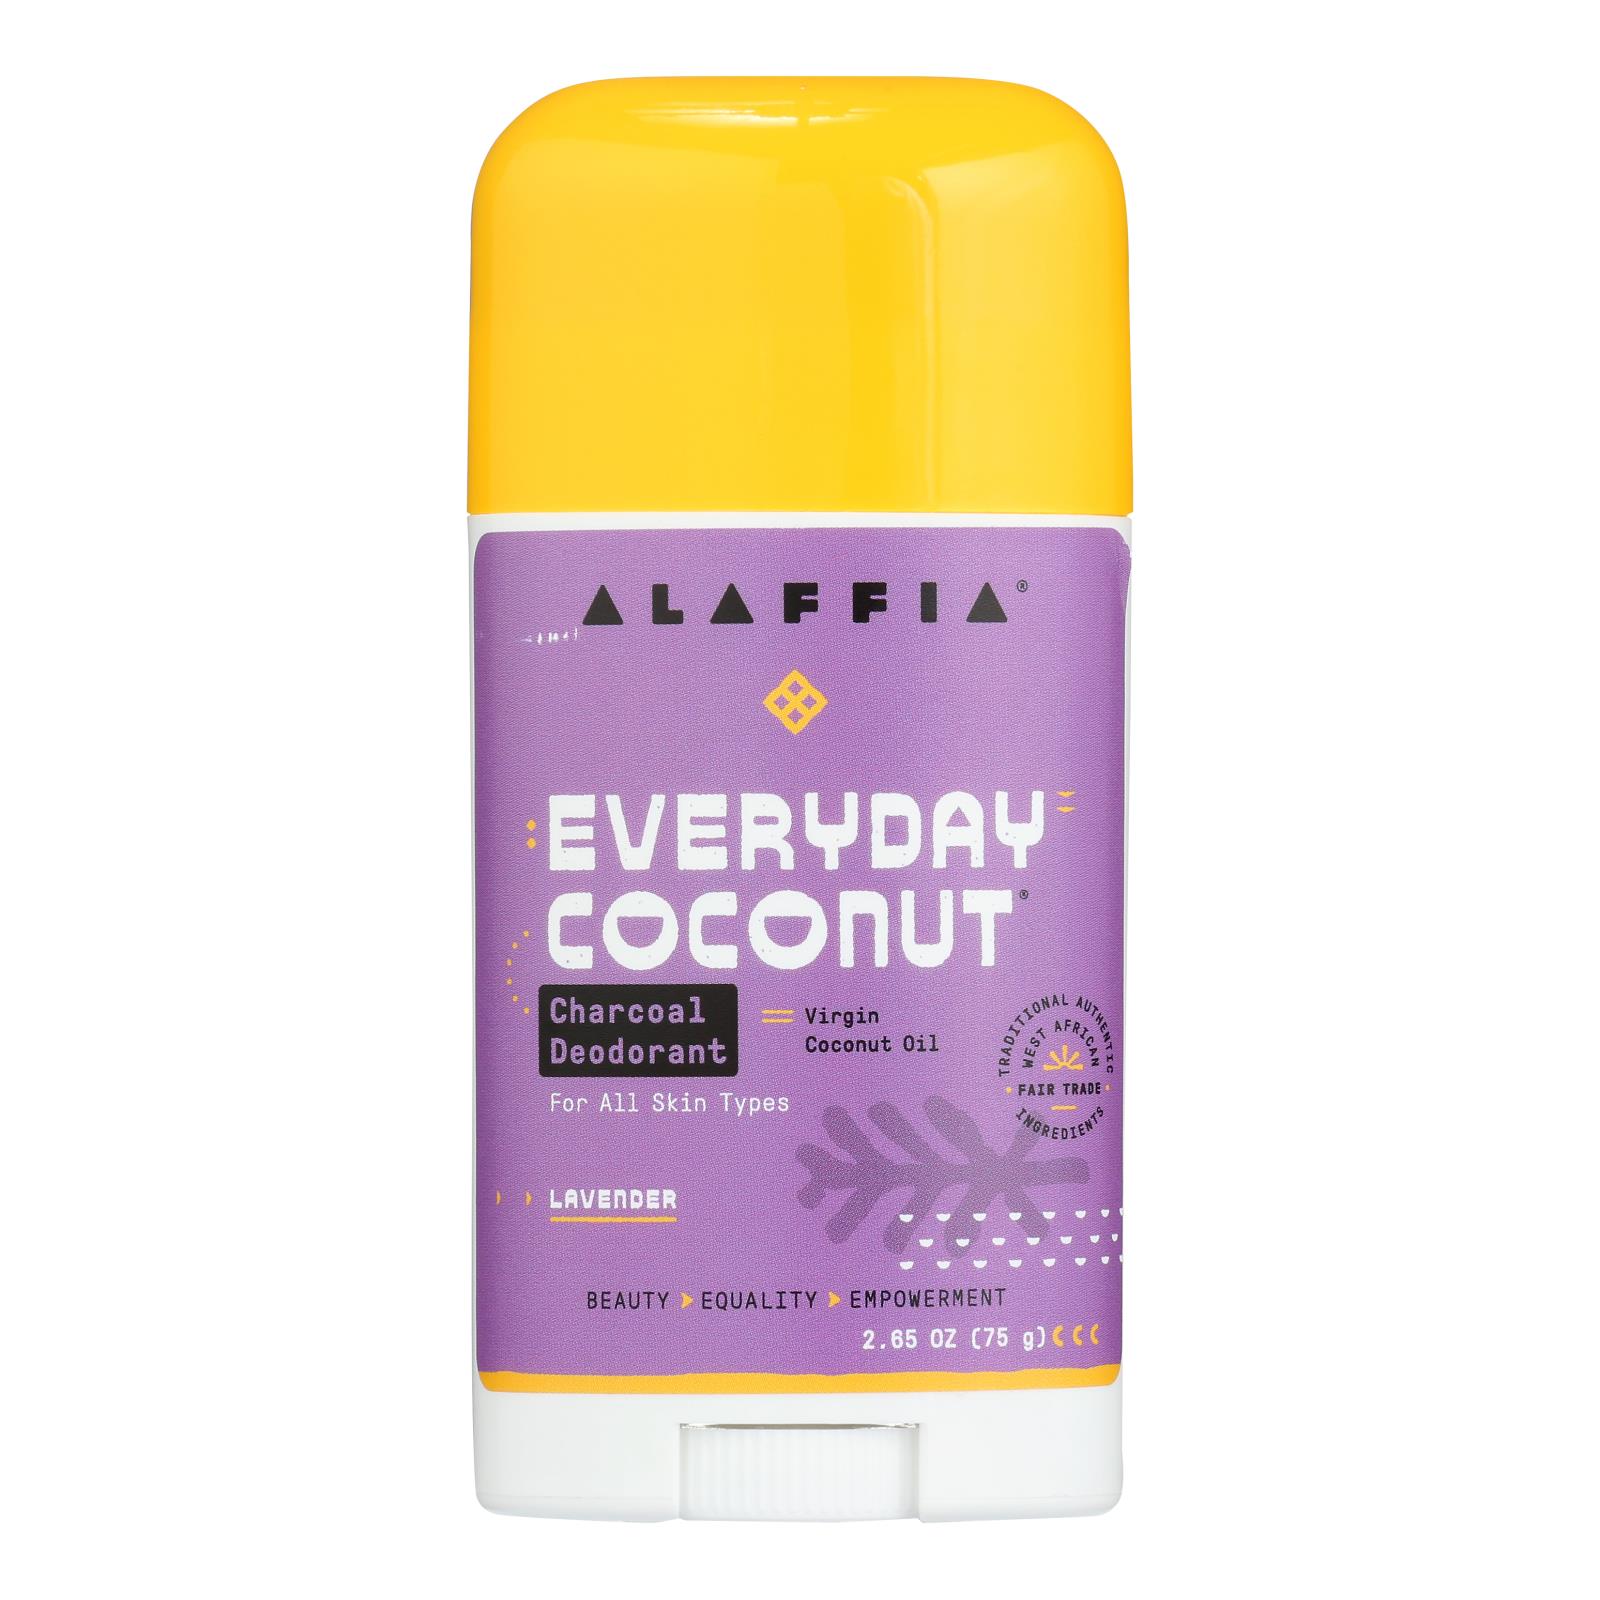 ALAFFIA®
EVERYDAY
COCONUT®
Charcoal
Deodorant
Virgin
Coconut Oil
For All Skin Types
TRADITIONAL AUTHENTIC
WEST AFRICAN
FAIR TRADE
INGREDIENTS
LAVENDER
BEAUTY EQUALITY EMPOWERMENT
2.65 OZ (75 g)